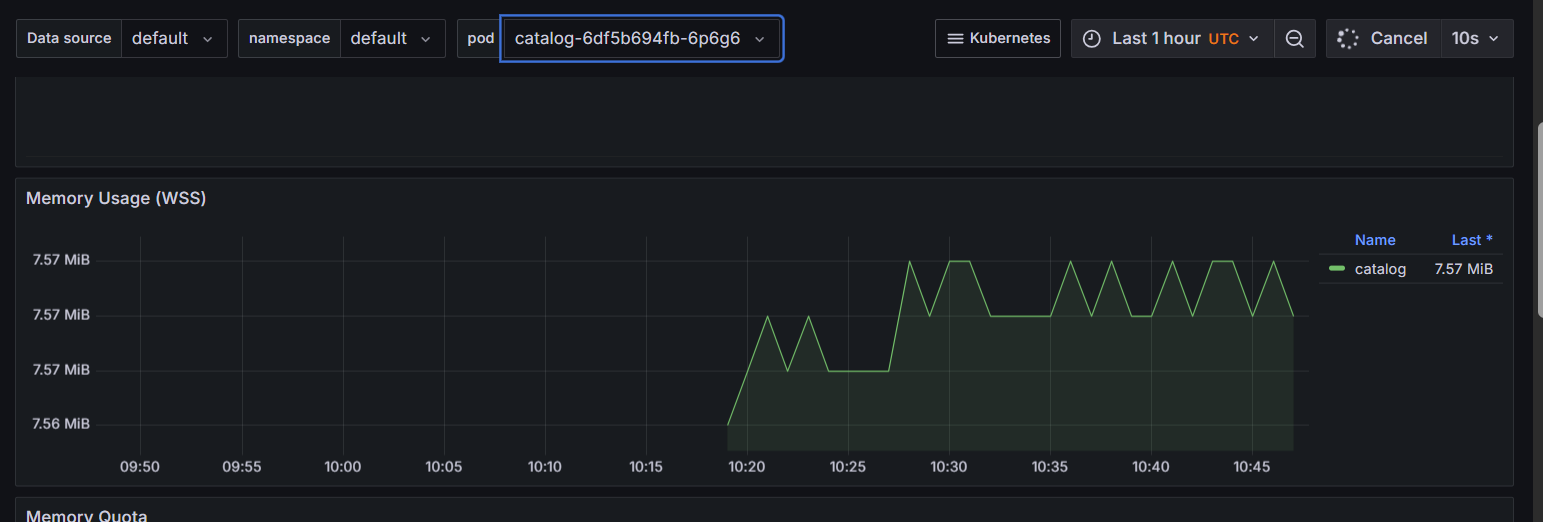 Data source default namespace default pod catalog-6df5b694fb-6p6g6 Kubernetes Last 1 hour UTC Cancel 10s
Memory Usage (WSS)
Name Last *
catalog 7.57 MiB
7.57 MiB
7.57 MiB
7.57 MiB
7.56 MiB
09:50 09:55 10:00 10:05 10:10 10:15 10:20 10:25 10:30 10:35 10:40 10:45
Memory Quota